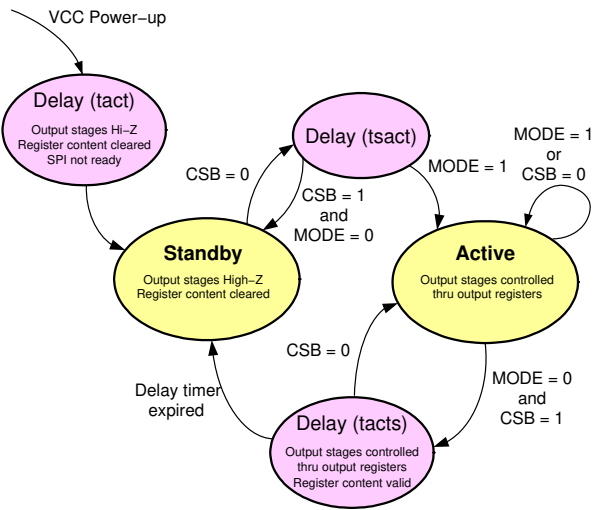 VCC Power−up
Delay (tact)
Output stages Hi−Z
Register content cleared
SPI not ready
Delay (tsact)
MODE = 1
or
CSB = 0
CSB = 0
MODE = 1
CSB = 1
and
MODE = 0
Standby
Output stages High−Z
Register content cleared
Active
Output stages controlled
thru output registers
CSB = 0
MODE = 0
and
CSB = 1
Delay timer
expired
Delay (tacts)
Output stages controlled
thru output registers
Register content valid